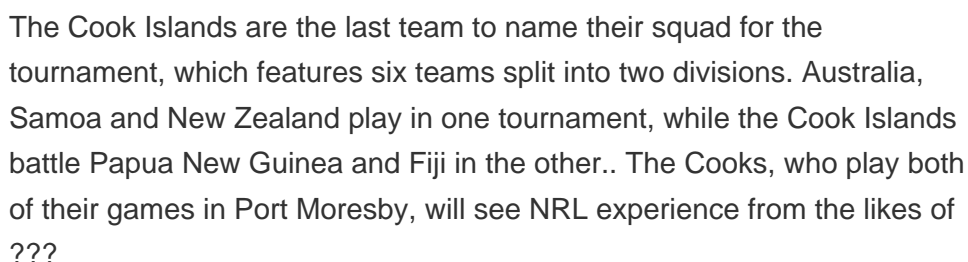 The Cook Islands are the last team to name their squad for the
tournament, which features six teams split into two divisions. Australia,
Samoa and New Zealand play in one tournament, while the Cook Islands
battle Papua New Guinea and Fiji in the other.. The Cooks, who play both
of their games in Port Moresby, will see NRL experience from the likes of
???